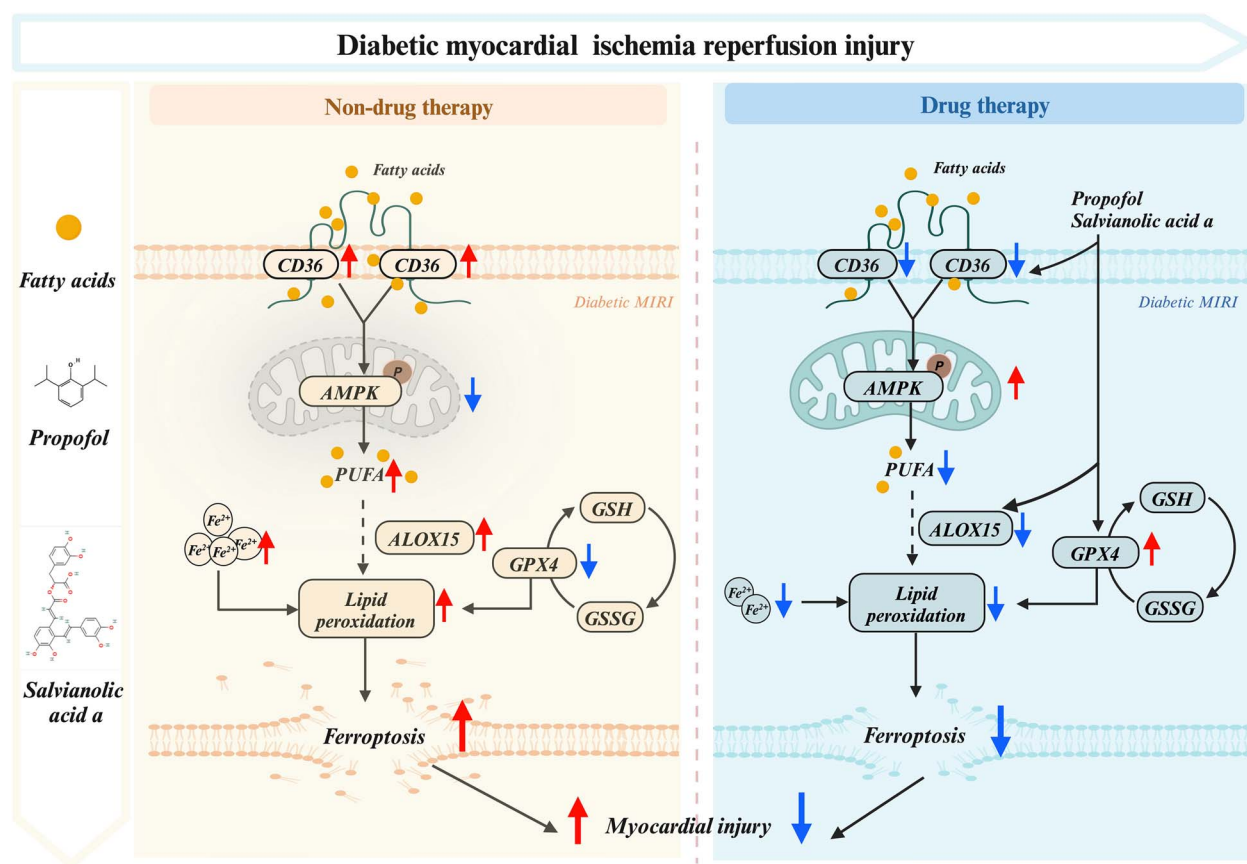 Diabetic myocardial ischemia reperfusion injury
Fatty acids
Propofol
Salvianolic
acid a
Non-drug therapy
Fatty acids
CD36
CD36
Diabetic MIRI
P
AMPK
PUFA
Fe2+
Fe2+
Fe2+
Fe2+
ALOX15
GSH
GPX4
GSSG
Lipid
peroxidation
Ferroptosis
Drug therapy
Fatty acids
Propofol
Salvianolic acid a
CD36
CD36
Diabetic MIRI
P
AMPK
PUFA
ALOX15
GSH
GPX4
GSSG
Fe2+
Fe2+
Lipid
peroxidation
Ferroptosis
Myocardial injury